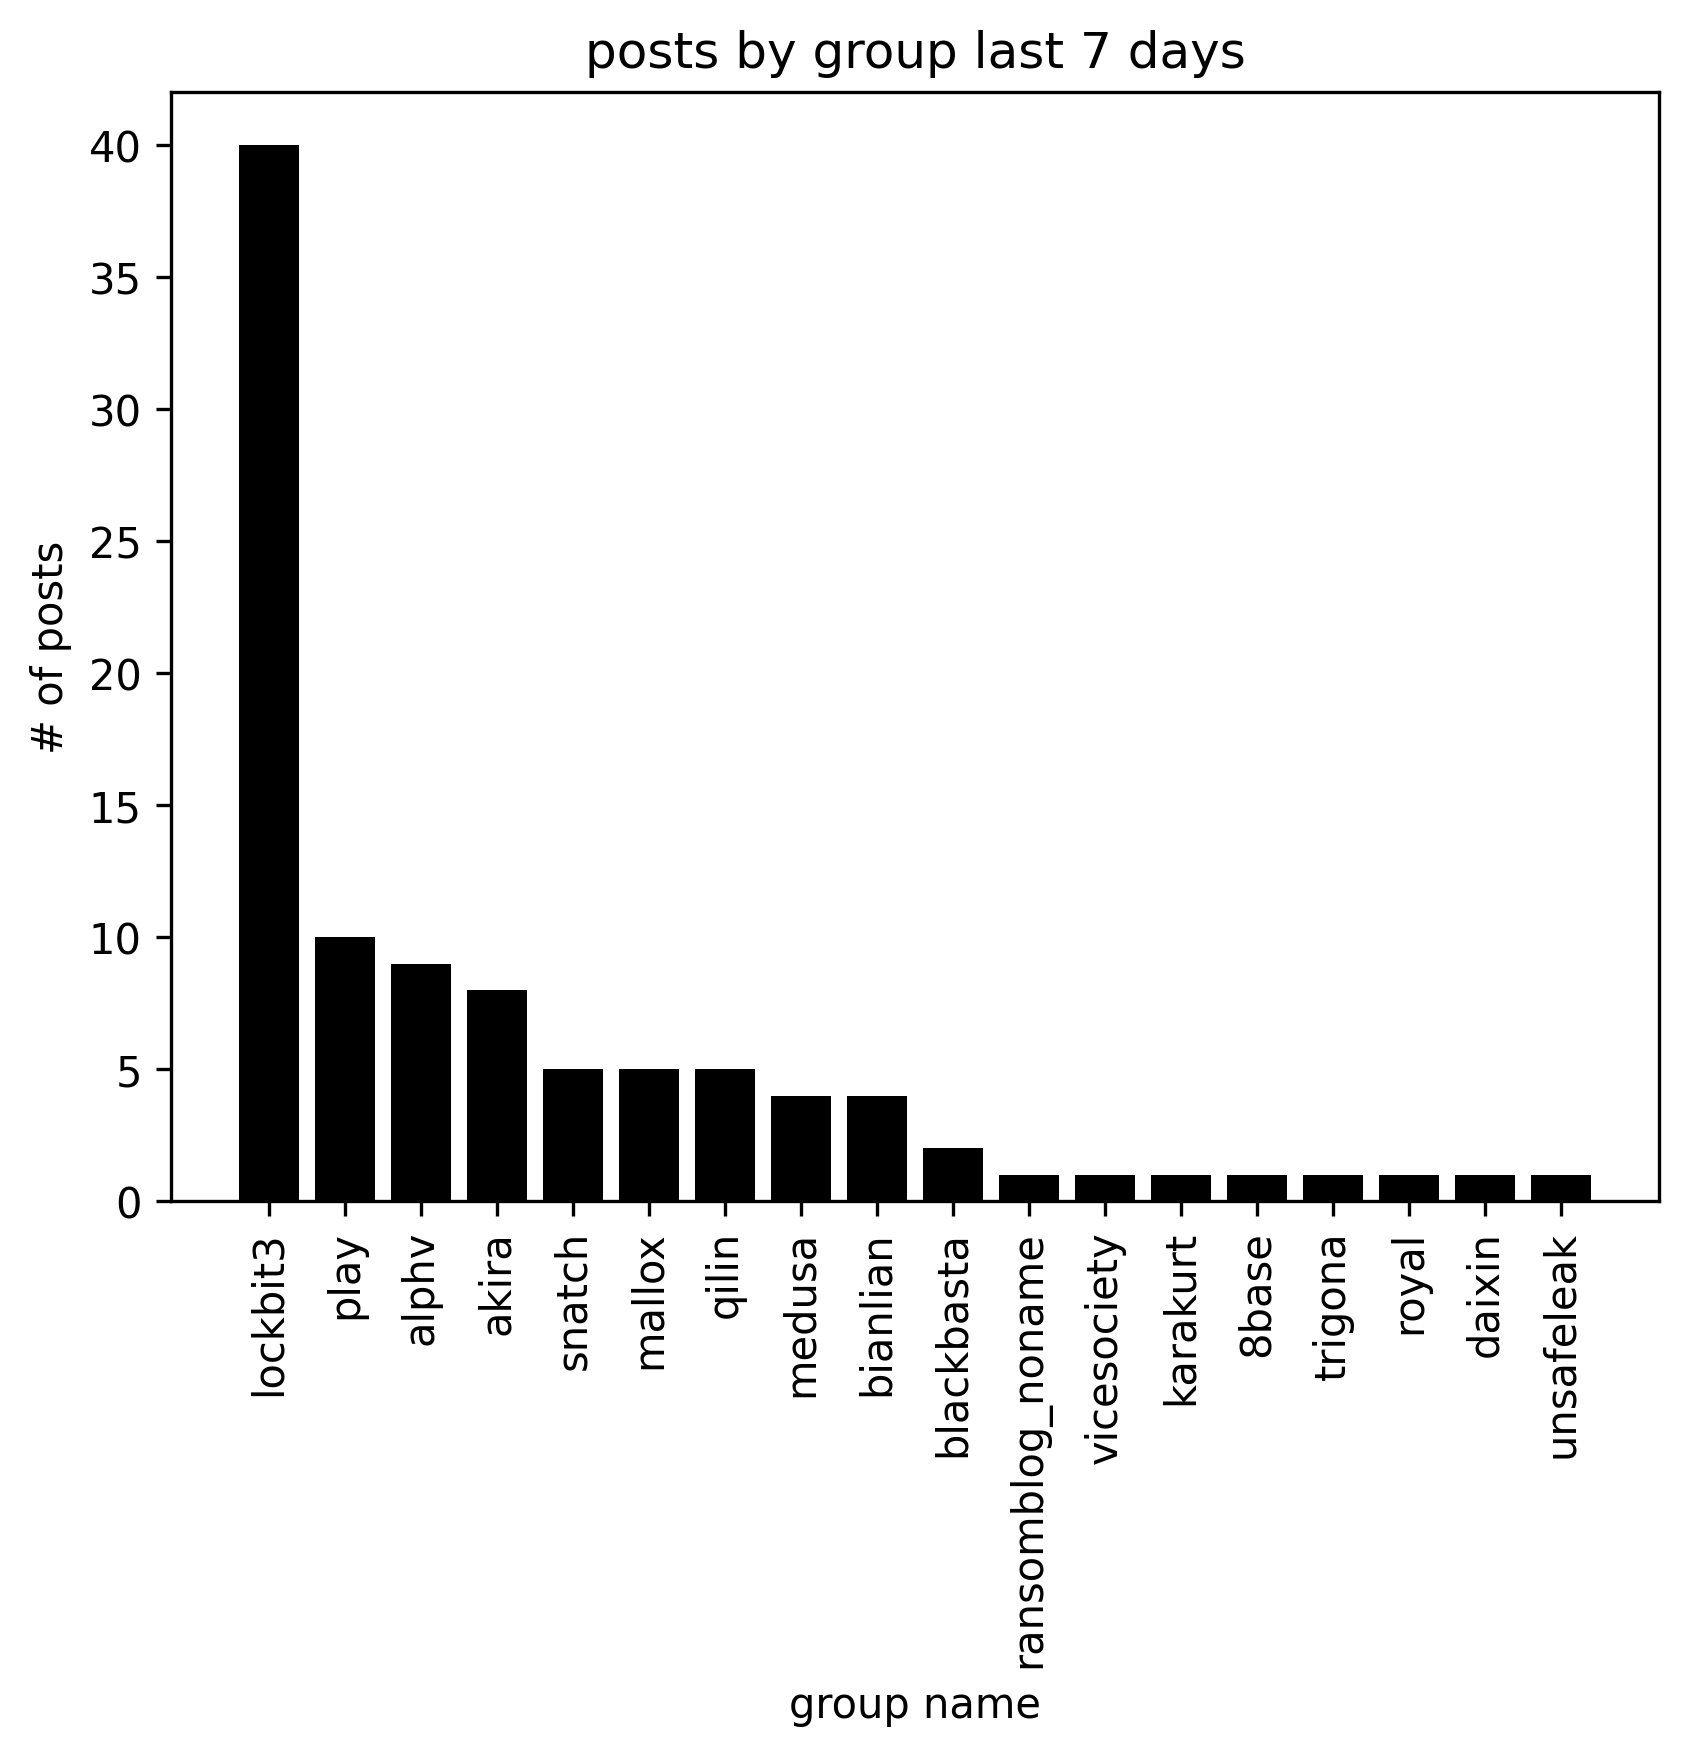 posts by group last 7 days
40
35
30
25
20
15
10
5
0
# of posts
lockbit3
play
alphv
akira
snatch
mallox
qilin
medusa
bianlian
blackbasta
ransomblog_noname
vicesociety
karakurt
8base
trigona
royal
daixin
unsafeleak
group name